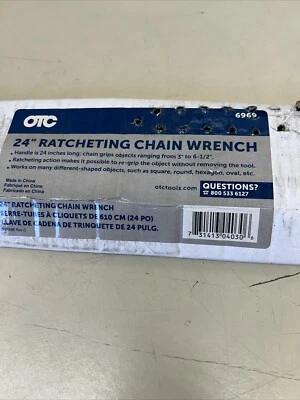 OTC
6969
24" RATCHETING CHAIN WRENCH
• Handle is 24 inches long; chain grips objects ranging from 3" to 6-1/2".
• Ratcheting action makes it possible to re-grip the object without removing the tool.
• Works on many different-shaped objects, such as square, round, hexagon, oval, etc.
Made in China
Fabriqué en China
Fabricado en China
otctools.com
QUESTIONS?
☎ 800 533 6127
24" RATCHETING CHAIN WRENCH
SERRE-TUBES À CLIQUETS DE 610 CM (24 PO)
LLAVE DE CADENA DE TRINQUETE DE 24 PULG.
7 31413 04030 6